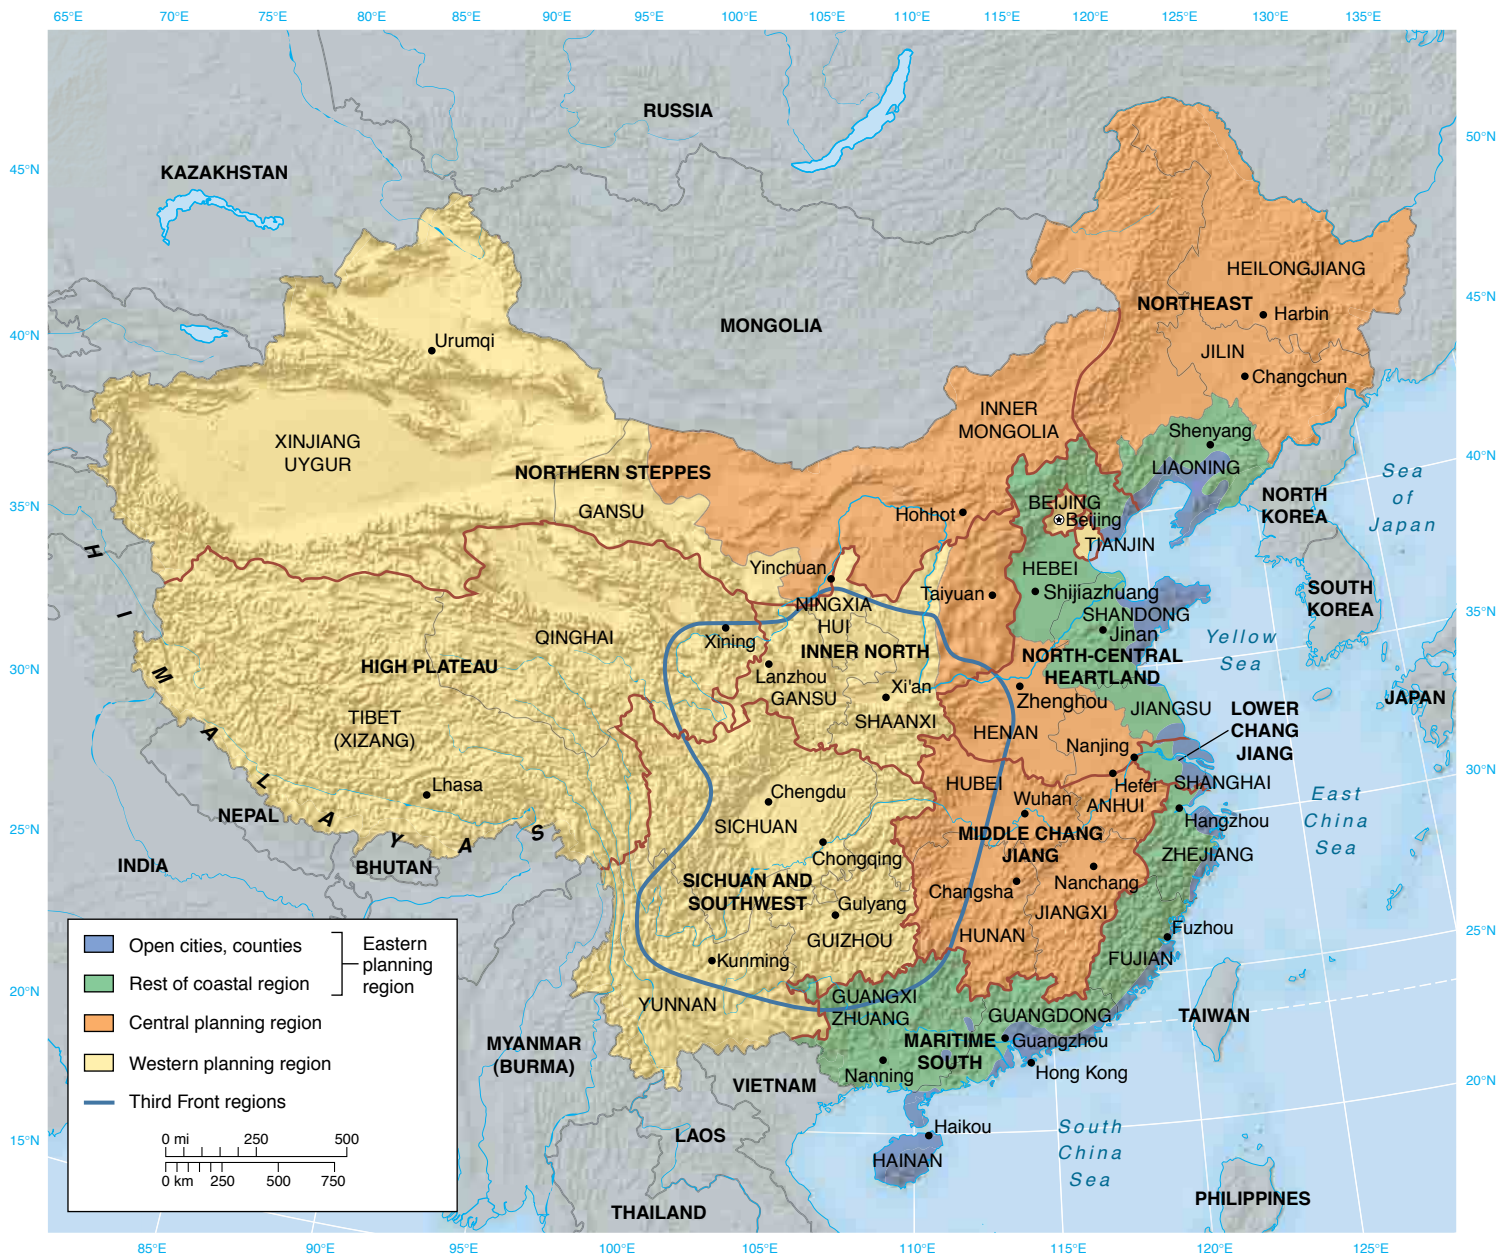 65°E 70°E 75°E 80°E 85°E 90°E 95°E 100°E 105°E 110°E 115°E 120°E 125°E 130°E 135°E
RUSSIA
50°N
45°N
KAZAKHSTAN
HEILONGJIANG
45°N
NORTHEAST
Harbin
MONGOLIA
40°N
Urumqi
JILIN
Changchun
INNER
MONGOLIA
Shenyang
XINJIANG
UYGUR
LIAONING
40°N
NORTHERN STEPPES
Sea
of
Japan
NORTH
KOREA
35°N
GANSU
Hohhot
BEIJING
Beijing
TIANJIN
HIMALAYAS
Yinchuan
HEBEI
Taiyuan
Shijiazhuang
SOUTH
KOREA
35°N
NINGXIA
HUI
SHANDONG
Jinan
Xining
QINGHAI
Yellow
Sea
INNER NORTH
NORTH-CENTRAL
HEARTLAND
30°N
HIGH PLATEAU
Lanzhou
GANSU
Xi'an
Zhenghou
JAPAN
JIANGSU
LOWER
CHANG
JIANG
TIBET
(XIZANG)
SHAANXI
HENAN
Nanjing
30°N
Lhasa
Chengdu
HUBEI
Hefei
SHANGHAI
Wuhan
ANHUI
East
China
Sea
NEPAL
SICHUAN
Hangzhou
25°N
MIDDLE CHANG
JIANG
INDIA
BHUTAN
Chongqing
ZHEJIANG
SICHUAN AND
SOUTHWEST
Changsha
Nanchang
Gulyang
JIANGXI
GUIZHOU
HUNAN
Fuzhou
25°N
Kunming
FUJIAN
20°N
YUNNAN
GUANGXI
ZHUANG
GUANGDONG
TAIWAN
MYANMAR
(BURMA)
MARITIME
SOUTH
Guangzhou
Nanning
Hong Kong
VIETNAM
20°N
LAOS
Haikou
South
China
Sea
15°N
HAINAN
PHILIPPINES
THAILAND
Open cities, counties
Rest of coastal region
Eastern
planning
region
Central planning region
Western planning region
Third Front regions
0 mi 250 500
0 km 250 500 750
85°E 90°E 95°E 100°E 105°E 110°E 115°E 120°E 125°E